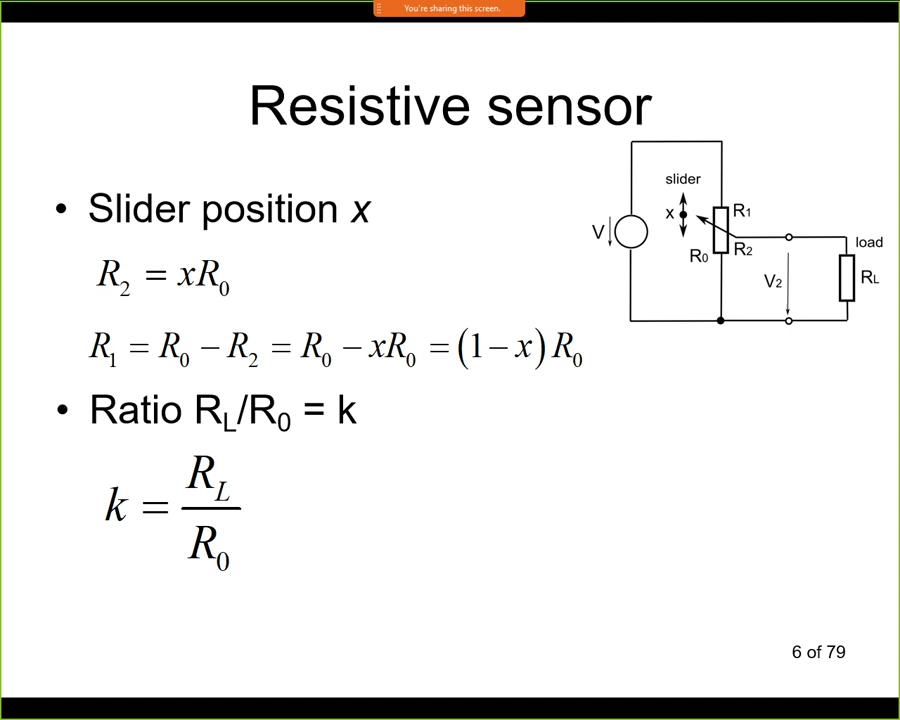 You're sharing this screen.
Resistive sensor
• Slider position x
R₂ = xR₀
R₁ = R₀ − R₂ = R₀ − xR₀ = (1 − x) R₀
• Ratio R_L/R₀ = k
k = R_L / R₀
slider
x
R₁
V
R₀
R₂
load
V₂
R_L
6 of 79